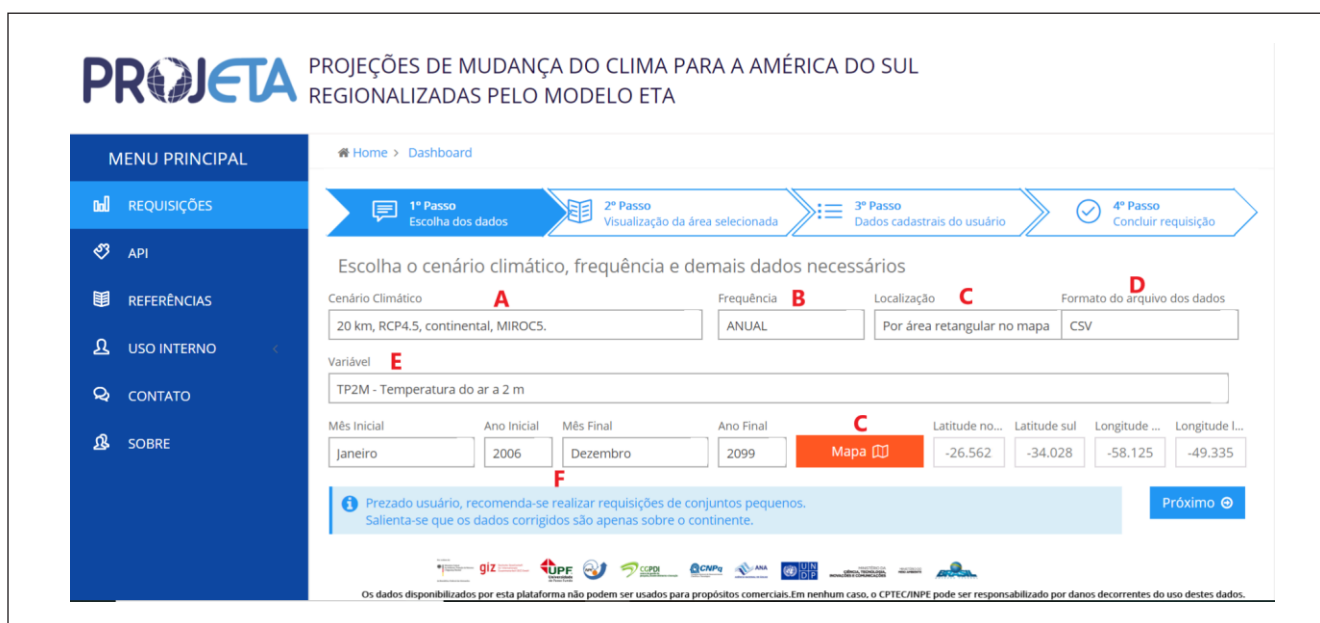 PROJETA
PROJEÇÕES DE MUDANÇA DO CLIMA PARA A AMÉRICA DO SUL
REGIONALIZADAS PELO MODELO ETA
MENU PRINCIPAL
REQUISIÇÕES
API
REFERÊNCIAS
USO INTERNO <
CONTATO
SOBRE
Home > Dashboard
1º Passo
Escolha dos dados
2º Passo
Visualização da área selecionada
3º Passo
Dados cadastrais do usuário
4º Passo
Concluir requisição
Escolha o cenário climático, frequência e demais dados necessários
Cenário Climático A
20 km, RCP4.5, continental, MIROC5.
Frequência B
ANUAL
Localização C
Por área retangular no mapa
D
Formato do arquivo dos dados
CSV
Variável E
TP2M - Temperatura do ar a 2 m
Mês Inicial
Janeiro
Ano Inicial
2006
Mês Final
Dezembro
Ano Final
2099
C
Mapa
Latitude no...
-26.562
Latitude sul
-34.028
Longitude ...
-58.125
Longitude l...
-49.335
F
Prezado usuário, recomenda-se realizar requisições de conjuntos pequenos.
Salienta-se que os dados corrigidos são apenas sobre o continente.
Próximo
giz
UPF
CGPDI
CNPq
ANA
UNDP
Os dados disponibilizados por esta plataforma não podem ser usados para propósitos comerciais.Em nenhum caso, o CPTEC/INPE pode ser responsabilizado por danos decorrentes do uso destes dados.